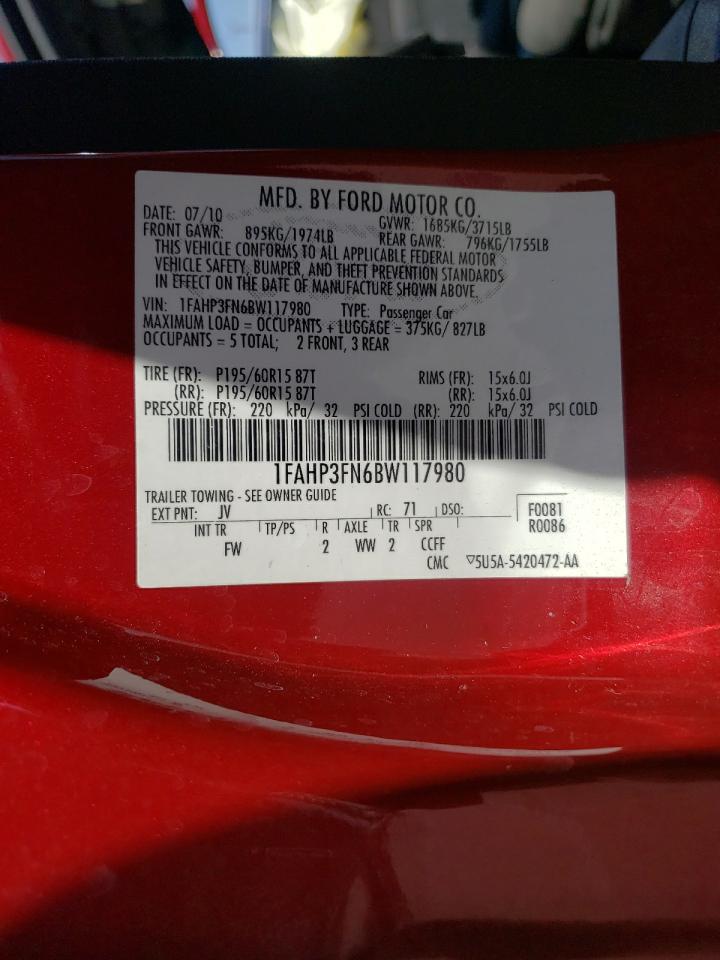 MFD. BY FORD MOTOR CO.
DATE: 07/10 GVWR: 1685KG/3715LB
FRONT GAWR: 895KG/1974LB REAR GAWR: 796KG/1755LB
THIS VEHICLE CONFORMS TO ALL APPLICABLE FEDERAL MOTOR
VEHICLE SAFETY, BUMPER, AND THEFT PREVENTION STANDARDS
IN EFFECT ON THE DATE OF MANUFACTURE SHOWN ABOVE.
VIN: 1FAHP3FN6BW117980 TYPE: Passenger Car
MAXIMUM LOAD = OCCUPANTS + LUGGAGE = 375KG/ 827LB
OCCUPANTS = 5 TOTAL; 2 FRONT, 3 REAR
TIRE (FR): P195/60R15 87T RIMS (FR): 15x6.0J
(RR): P195/60R15 87T (RR): 15x6.0J
PRESSURE (FR): 220 kPa/ 32 PSI COLD (RR): 220 kPa/ 32 PSI COLD
1FAHP3FN6BW117980
TRAILER TOWING - SEE OWNER GUIDE
EXT PNT: JV RC: 71 DSO: F0081
INT TR TP/PS R AXLE TR SPR R0086
FW 2 WW 2 CCFF
CMC ▽5U5A-5420472-AA